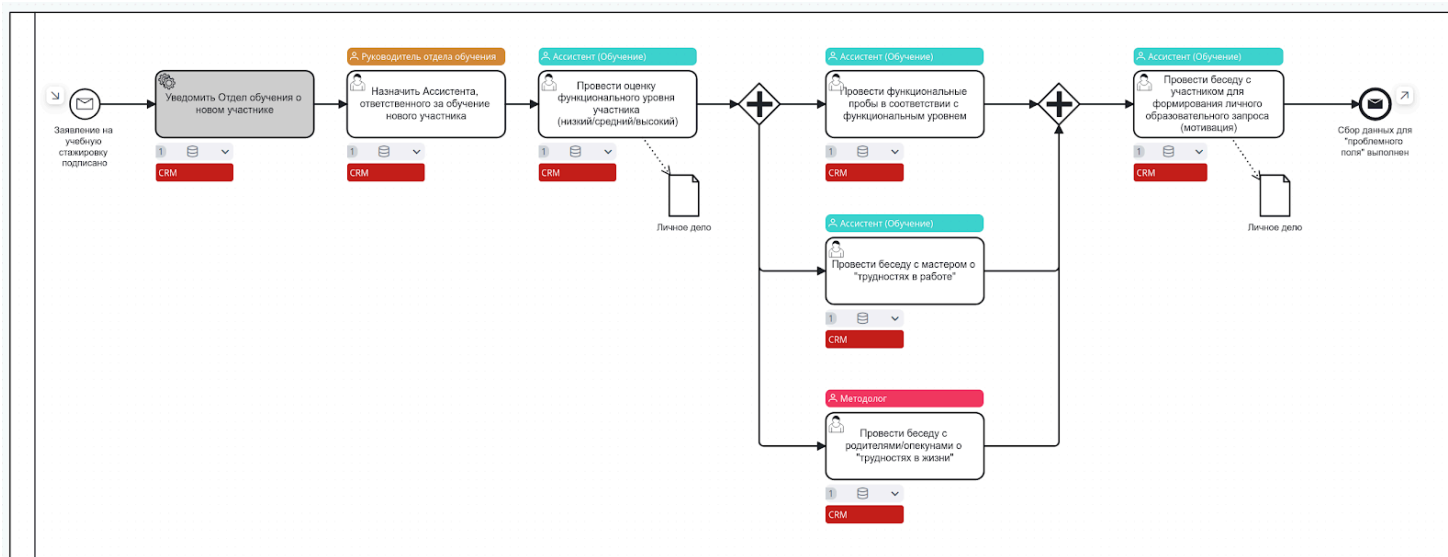 Заявление на
учебную
стажировку
подписано
Уведомить Отдел обучения о
новом участнике
1
CRM
Руководитель отдела обучения
Назначить Ассистента,
ответственного за обучение
нового участника
1
CRM
Ассистент (Обучение)
Провести оценку
функционального уровня
участника
(низкий/средний/высокий)
1
CRM
Личное дело
Ассистент (Обучение)
Провести функциональные
пробы в соответствии с
функциональным уровнем
1
CRM
Ассистент (Обучение)
Провести беседу с мастером о
"трудностях в работе"
1
CRM
Методолог
Провести беседу с
родителями/опекунами о
"трудностях в жизни"
1
CRM
Ассистент (Обучение)
Провести беседу с
участником для
формирования личного
образовательного запроса
(мотивация)
1
CRM
Личное дело
Сбор данных для
"проблемного
поля" выполнен